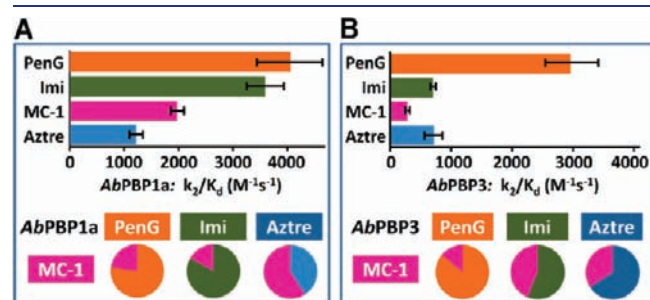 A
PenG
Imi
MC-1
Aztre
0 1000 2000 3000 4000
AbPBP1a: k2/Kd (M-1s-1)
AbPBP1a PenG Imi Aztre
MC-1
B
PenG
Imi
MC-1
Aztre
0 1000 2000 3000 4000
AbPBP3: k2/Kd (M-1s-1)
AbPBP3 PenG Imi Aztre
MC-1